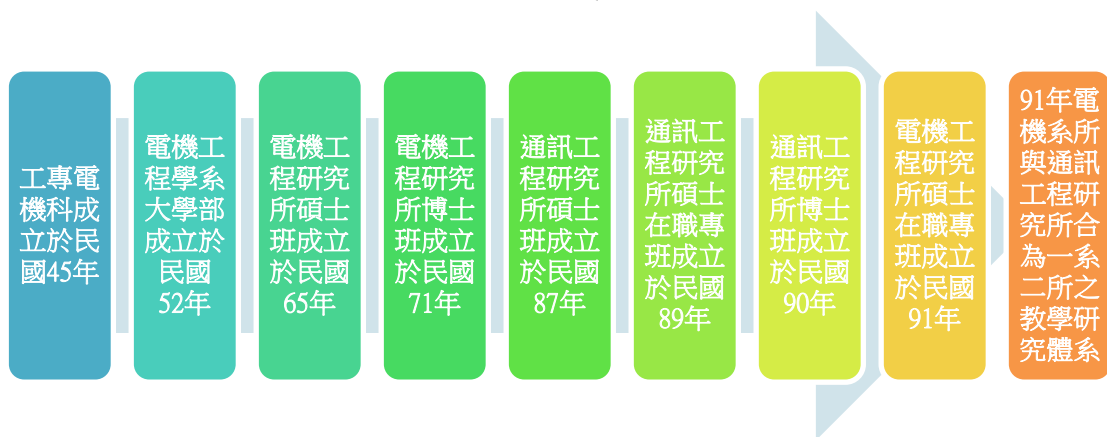 工專電
機科成
立於民
國45年
電機工
程學系
大學部
成立於
民國
52年
電機工
程研究
所碩士
班成立
於民國
65年
電機工
程研究
所博士
班成立
於民國
71年
通訊工
程研究
所碩士
班成立
於民國
87年
通訊工
程研究
所碩士
在職專
班成立
於民國
89年
通訊工
程研究
所博士
班成立
於民國
90年
電機工
程研究
所碩士
在職專
班成立
於民國
91年
91年電
機系所
與通訊
工程研
究所合
為一系
二所之
教學研
究體系